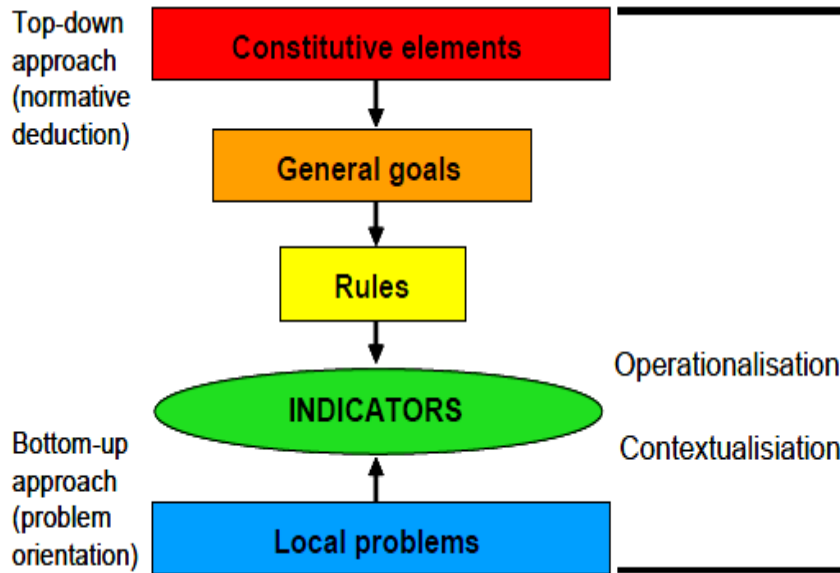 Top-down
approach
(normative
deduction)
Constitutive elements
General goals
Rules
Operationalisation
INDICATORS
Contextualisiation
Bottom-up
approach
(problem
orientation)
Local problems